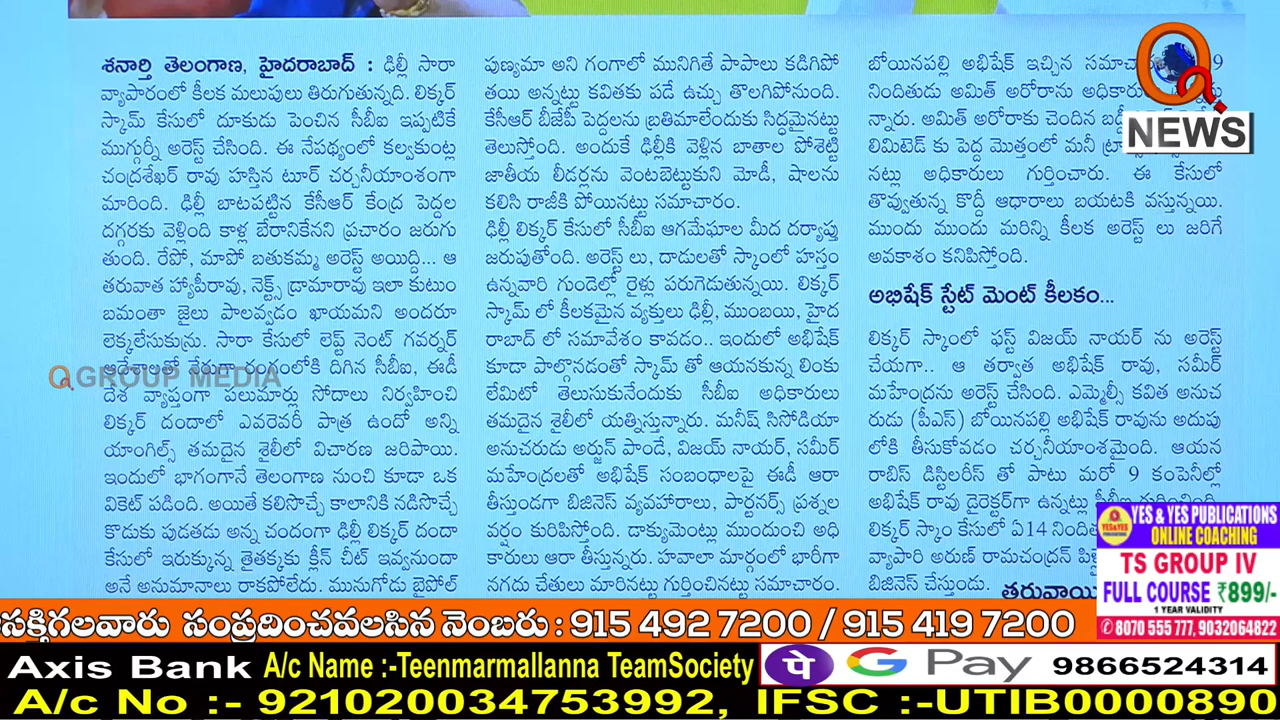 శనార్తి తెలంగాణ, హైదరాబాద్ : ఢిల్లీ సారా
వ్యాపారంలో కీలక మలుపులు తిరుగుతున్నది. లిక్కర్
స్కామ్ కేసులో దూకుడు పెంచిన సీబీఐ ఇప్పటికే
ముగ్గుర్నీ అరెస్ట్ చేసింది. ఈ నేపథ్యంలో కల్వకుంట్ల
చంద్రశేఖర్ రావు హస్తిన టూర్ చర్చనీయాంశంగా
మారింది. ఢిల్లీ బాటపట్టిన కేసీఆర్ కేంద్ర పెద్దల
దగ్గరకు వెళ్లింది కాళ్ల బేరానికేనని ప్రచారం జరుగు
తుంది. రేపో, మాపో బతుకమ్మ అరెస్ట్ అయిద్ది... ఆ
తరువాత హ్యాపీరావు, నెక్ట్స్ డ్రామారావు ఇలా కుటుం
బమంతా జైలు పాలవ్వడం ఖాయమని అందరూ
లెక్కలేసుకున్రు. సారా కేసులో లెఫ్ట్ నెంట్ గవర్నర్
ఆదేశాలతో నేరుగా రంగంలోకి దిగిన సీబీఐ, ఈడీ
దేశ వ్యాప్తంగా పలుమార్లు సోదాలు నిర్వహించి
లిక్కర్ దందాలో ఎవరెవరీ పాత్ర ఉందో అన్ని
యాంగిల్స్ తమదైన శైలిలో విచారణ జరిపాయి.
ఇందులో భాగంగానే తెలంగాణ నుంచి కూడా ఒక
వికెట్ పడింది. అయితే కలిసొచ్చే కాలానికి నడిసొచ్చే
కొడుకు పుడతడు అన్న చందంగా ఢిల్లీ లిక్కర్ దందా
కేసులో ఇరుక్కున్న తైతక్కకు క్లీన్ చీట్ ఇవ్వనుందా
అనే అనుమానాలు రాకపోలేదు. మునుగోడు బైపోల్
పుణ్యమా అని గంగాలో మునిగితే పాపాలు కడిగిపో
తయి అన్నట్టు కవితకు పడే ఉచ్చు తొలగిపోనుంది.
కేసీఆర్ బీజేపీ పెద్దలను బ్రతిమాలేందుకు సిద్ధమైనట్టు
తెలుస్తోంది. అందుకే ఢిల్లీకి వెళ్లిన బాతాల పోశెట్టి
జాతీయ లీడర్లను వెంటబెట్టుకుని మోడీ, షాలను
కలిసి రాజీకి పోయినట్టు సమాచారం.
ఢిల్లీ లిక్కర్ కేసులో సీబీఐ ఆగమేఘాల మీద దర్యాప్తు
జరుపుతోంది. అరెస్ట్ లు, దాడులతో స్కాంలో హస్తం
ఉన్నవారి గుండెల్లో రైళ్లు పరుగెడుతున్నయి. లిక్కర్
స్కామ్ లో కీలకమైన వ్యక్తులు ఢిల్లీ, ముంబయి, హైద
రాబాద్ లో సమావేశం కావడం.. ఇందులో అభిషేక్
కూడా పాల్గొనడంతో స్కామ్ తో ఆయనకున్న లింకు
లేమిటో తెలుసుకునేందుకు సీబీఐ అధికారులు
తమదైన శైలీలో యత్నిస్తున్నారు. మనీష్ సిసోడియా
అనుచరుడు అర్జున్ పాండే, విజయ్ నాయర్, సమీర్
మహేంద్రలతో అభిషేక్ సంబంధాలపై ఈడీ ఆరా
తీస్తుండగా బిజినెస్ వ్యవహారాలు, పార్టనర్స్ ప్రశ్నల
వర్షం కురిపిస్తోంది. డాక్యుమెంట్లు ముందుంచి అధి
కారులు ఆరా తీస్తున్నరు. హవాలా మార్గంలో భారీగా
నగదు చేతులు మారినట్టు గుర్తించినట్టు సమాచారం.
బోయినపల్లి అభిషేక్ ఇచ్చిన
నిందితుడు అమిత్ అరోరాను
న్నారు. అమిత్ అరోరాకు చెందిన
లిమిటెడ్ కు పెద్ద మొత్తంలో మనీ
నట్లు అధికారులు గుర్తించారు. ఈ కేసులో
తొవ్వుతున్న కొద్దీ ఆధారాలు బయటకి వస్తున్నయి.
ముందు ముందు మరిన్ని కీలక అరెస్ట్ లు జరిగే
అవకాశం కనిపిస్తోంది.
అభిషేక్ స్టేట్ మెంట్ కీలకం...
లిక్కర్ స్కాంలో ఫస్ట్ విజయ్ నాయర్ ను అరెస్ట్
చేయగా.. ఆ తర్వాత అభిషేక్ రావు, సమీర్
మహేంద్రను అరెస్ట్ చేసింది. ఎమ్మెల్సీ కవిత అనుచ
రుడు (పీఎస్) బోయినపల్లి అభిషేక్ రావును అదుపు
లోకి తీసుకోవడం చర్చనీయాంశమైంది. ఆయన
రాబిన్ డిస్టిలరీస్ తో పాటు మరో 9 కంపెనీల్లో
అభిషేక్ రావు డైరెక్టర్‌గా ఉన్నట్లు సీబీఐ గుర్తించింది.
లిక్కర్ స్కాం కేసులో ఏ14
వ్యాపారి అరుణ్ రామచంద్రన్
బిజినెస్ చేస్తుండు.
Q NEWS
Q GROUP MEDIA
YES & YES PUBLICATIONS
ONLINE COACHING
YES&YES
TS GROUP IV
FULL COURSE ₹899/-
1 YEAR VALIDITY
8070 555 777, 9032064822
సక్తిగలవారు సంప్రదించవలసిన నెంబరు : 915 492 7200 / 915 419 7200
Axis Bank A/c Name :-Teenmarmallanna TeamSociety G Pay 9866524314
A/c No :- 921020034753992, IFSC :-UTIB0000890